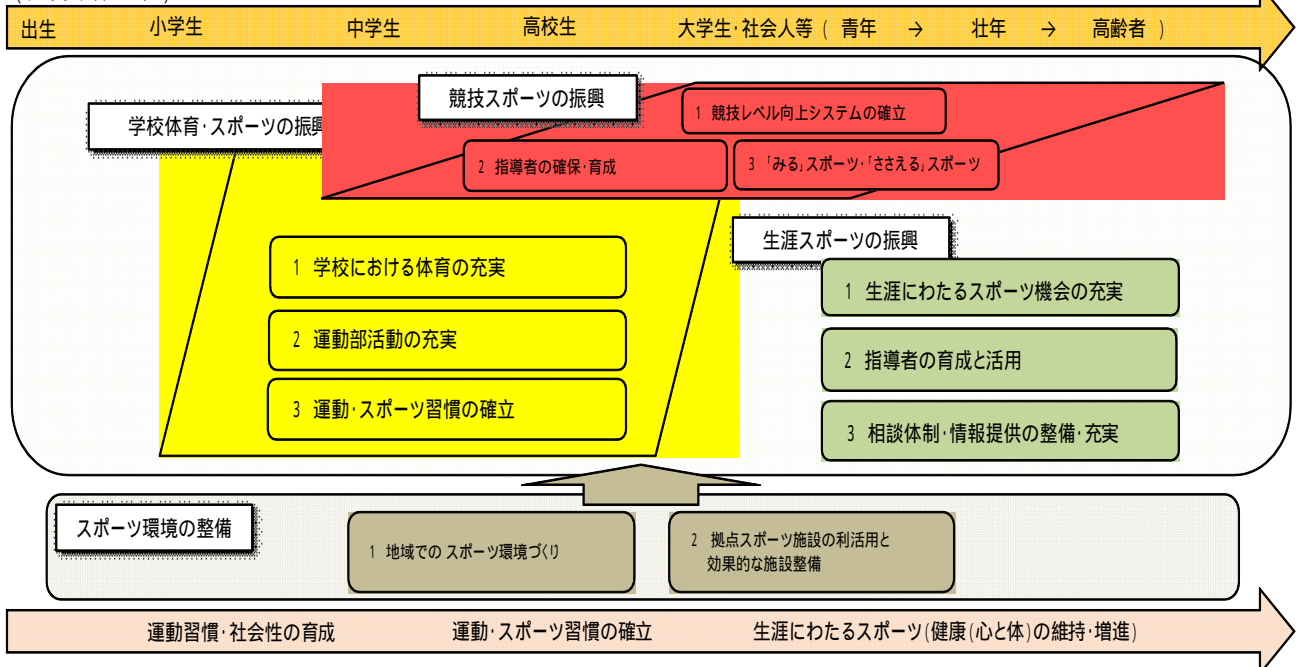 出生 小学生 中学生 高校生 大学生・社会人等 ( 青年 → 壮年 → 高齢者 )
競技スポーツの振興
1 競技レベル向上システムの確立
学校体育・スポーツの振興
2 指導者の確保・育成
3 「みる」スポーツ・「ささえる」スポーツ
1 学校における体育の充実
2 運動部活動の充実
3 運動・スポーツ習慣の確立
生涯スポーツの振興
1 生涯にわたるスポーツ機会の充実
2 指導者の育成と活用
3 相談体制・情報提供の整備・充実
スポーツ環境の整備
1 地域での スポーツ環境づくり
2 拠点スポーツ施設の利活用と
効果的な施設整備
運動習慣・社会性の育成 運動・スポーツ習慣の確立 生涯にわたるスポーツ(健康(心と体)の維持・増進)